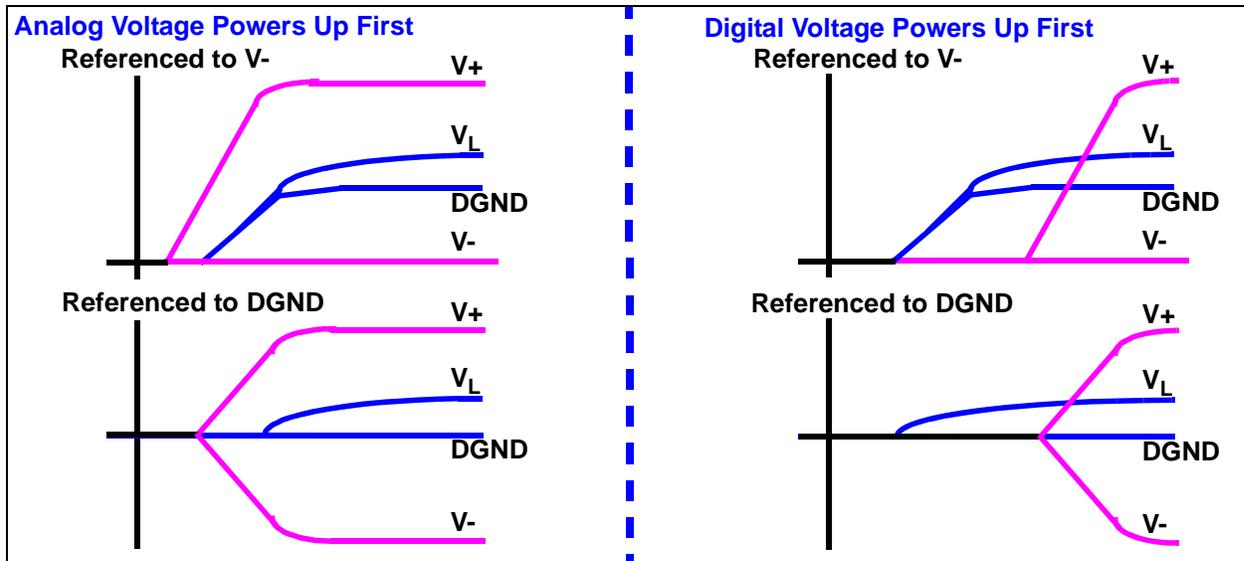 Analog Voltage Powers Up First
Referenced to V-
V+
VL
DGND
V-
Referenced to DGND
V+
VL
DGND
V-
Digital Voltage Powers Up First
Referenced to V-
V+
VL
DGND
V-
Referenced to DGND
V+
VL
DGND
V-